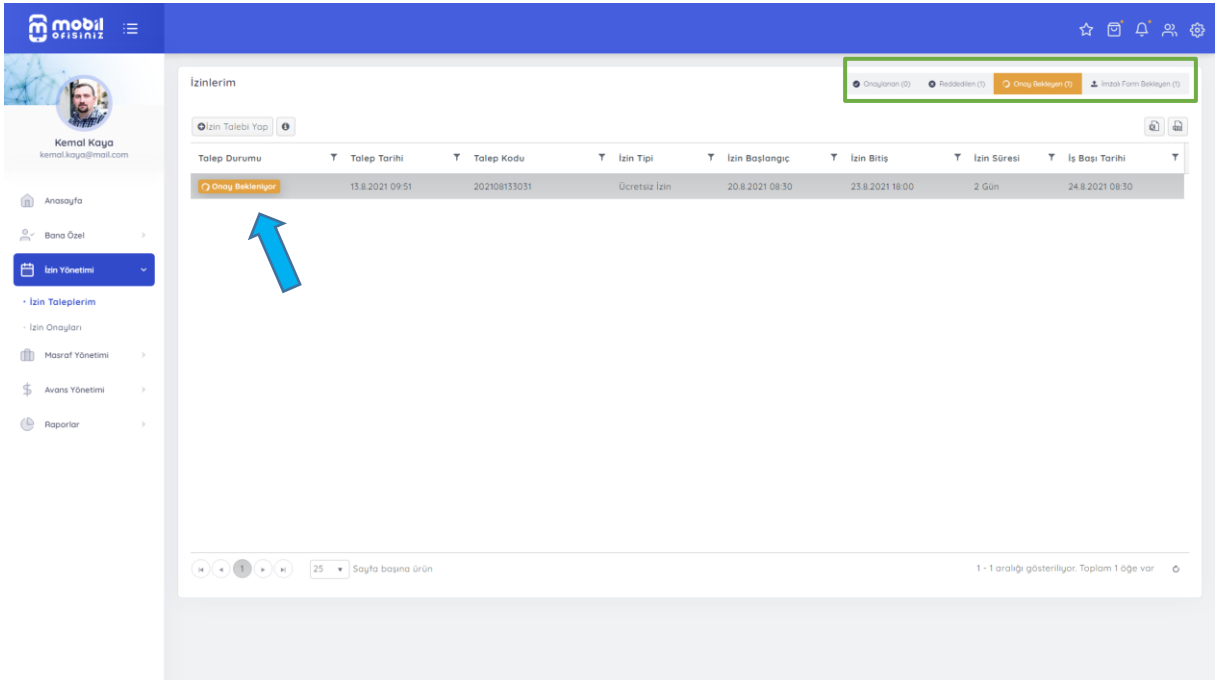 mobil
ofisiniz
Kemal Kaya
kemal.kaya@mail.com
Anasayfa
Bana Özel
İzin Yönetimi
İzin Taleplerim
İzin Onayları
Masraf Yönetimi
Avans Yönetimi
Raporlar
İzinlerim
Onaylanan (0) Reddedilen (1) Onay Bekleyen (1) İmzalı Form Bekleyen (1)
İzin Talebi Yap
Talep Durumu Talep Tarihi Talep Kodu İzin Tipi İzin Başlangıç İzin Bitiş İzin Süresi İş Başı Tarihi
Onay Bekleniyor 13.8.2021 09:51 202108133031 Ücretsiz İzin 20.8.2021 08:30 23.8.2021 18:00 2 Gün 24.8.2021 08:30
1 25 Sayfa başına ürün 1 - 1 aralığı gösteriliyor. Toplam 1 öğe var